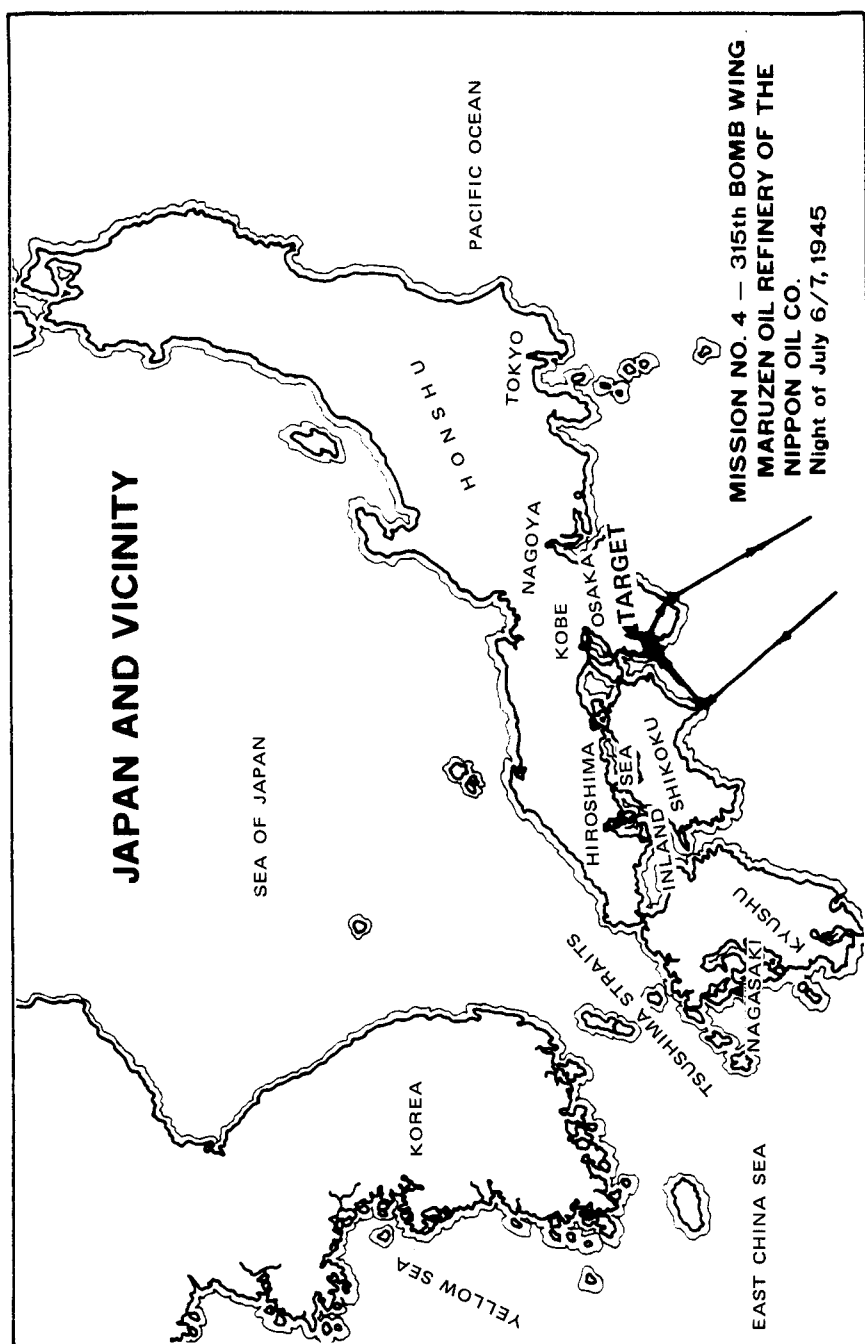 JAPAN AND VICINITY
SEA OF JAPAN
PACIFIC OCEAN
HONSHU
TOKYO
NAGOYA
KOBE
OSAKA
TARGET
HIROSHIMA
INLAND SEA
SHIKOKU
KYUSHU
NAGASAKI
TSUSHIMA STRAITS
KOREA
YELLOW SEA
EAST CHINA SEA
MISSION NO. 4 — 315th BOMB WING
MARUZEN OIL REFINERY OF THE
NIPPON OIL CO.
Night of July 6/7, 1945